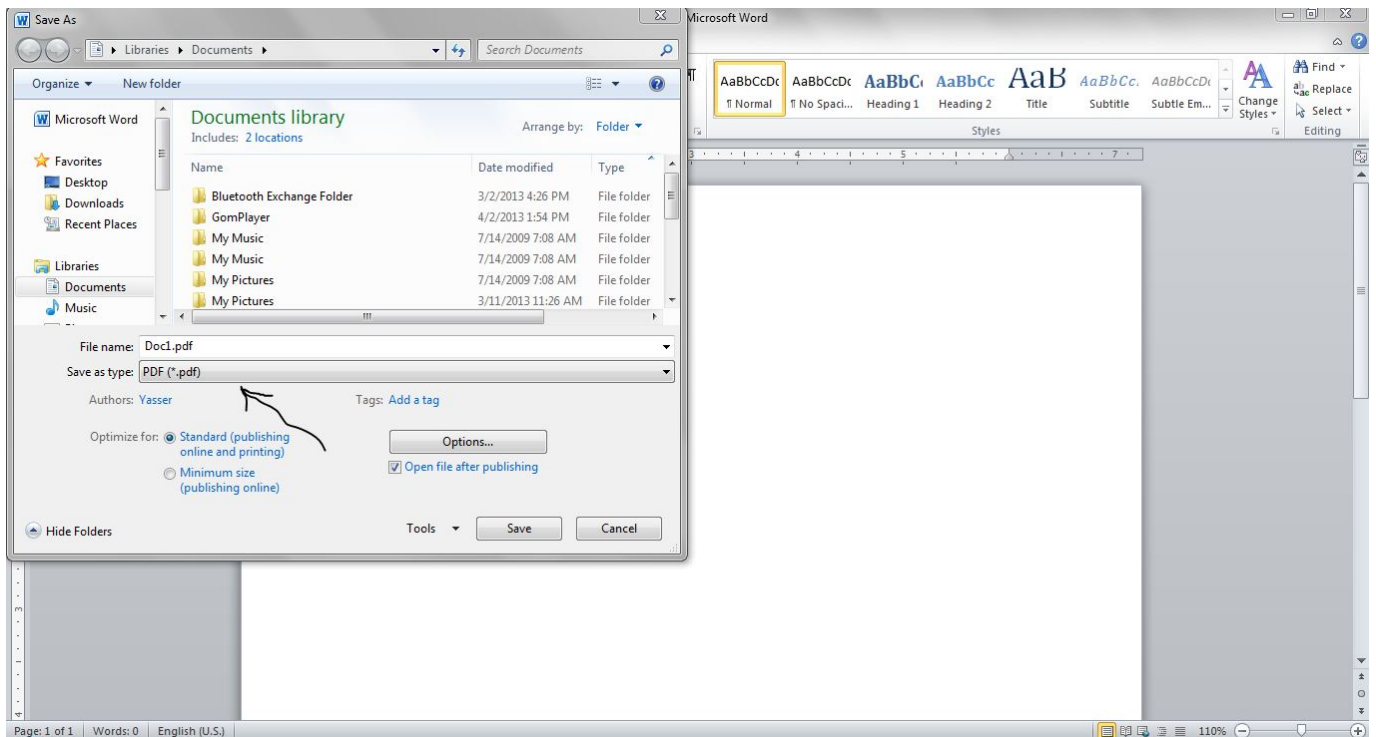 Save As
Microsoft Word
Libraries Documents
Search Documents
Organize New folder
Microsoft Word
Favorites
Desktop
Downloads
Recent Places
Libraries
Documents
Music
Documents library
Includes: 2 locations
Arrange by: Folder
Name Date modified Type
Bluetooth Exchange Folder 3/2/2013 4:26 PM File folder
GomPlayer 4/2/2013 1:54 PM File folder
My Music 7/14/2009 7:08 AM File folder
My Music 7/14/2009 7:08 AM File folder
My Pictures 7/14/2009 7:08 AM File folder
My Pictures 3/11/2013 11:26 AM File folder
File name: Doc1.pdf
Save as type: PDF (*.pdf)
Authors: Yasser Tags: Add a tag
Optimize for: Standard (publishing
online and printing)
Minimum size
(publishing online)
Options...
Open file after publishing
Hide Folders
Tools Save Cancel
AaBbCcDc AaBbCcDc AaBbC AaBbCc AaB AaBbCc. AaBbCcDc
¶ Normal ¶ No Spaci... Heading 1 Heading 2 Title Subtitle Subtle Em...
Change
Styles
Styles
Find
Replace
Select
Editing
3 4 5 7
3
4
Page: 1 of 1 Words: 0 English (U.S.) 110%